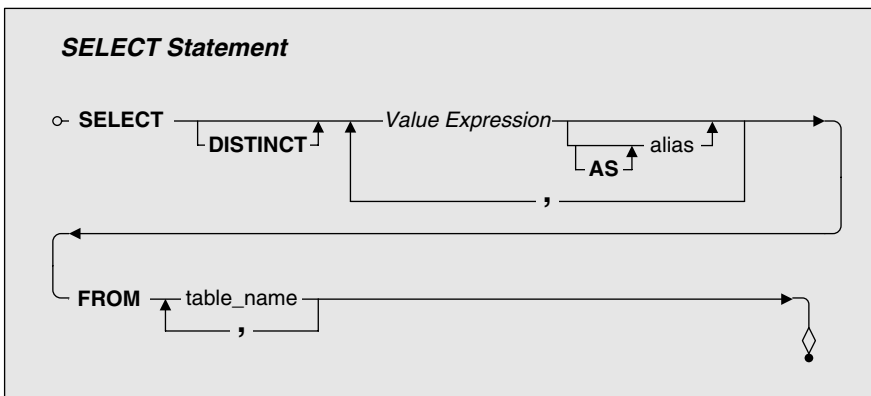 SELECT Statement
SELECT DISTINCT Value Expression AS alias
,
FROM table_name
,